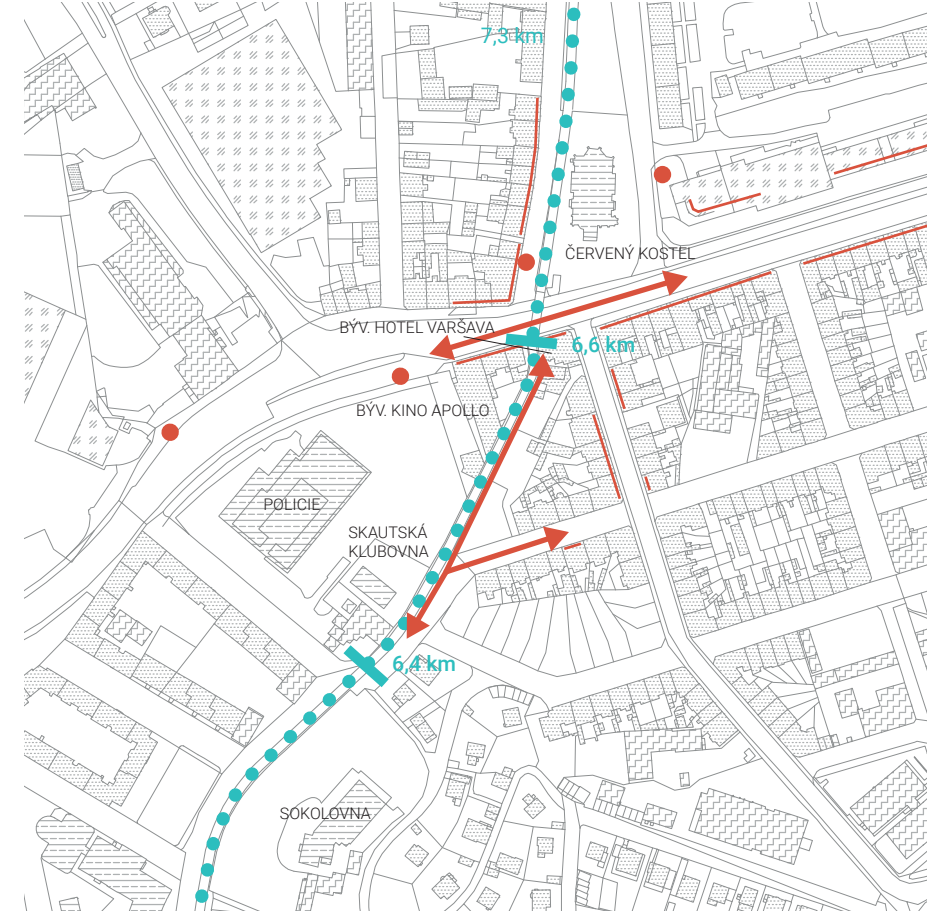 7,3 km
ČERVENÝ KOSTEL
BÝV. HOTEL VARŠAVA
6,6 km
BÝV. KINO APOLLO
POLICIE
SKAUTSKÁ
KLUBOVNA
6,4 km
SOKOLOVNA